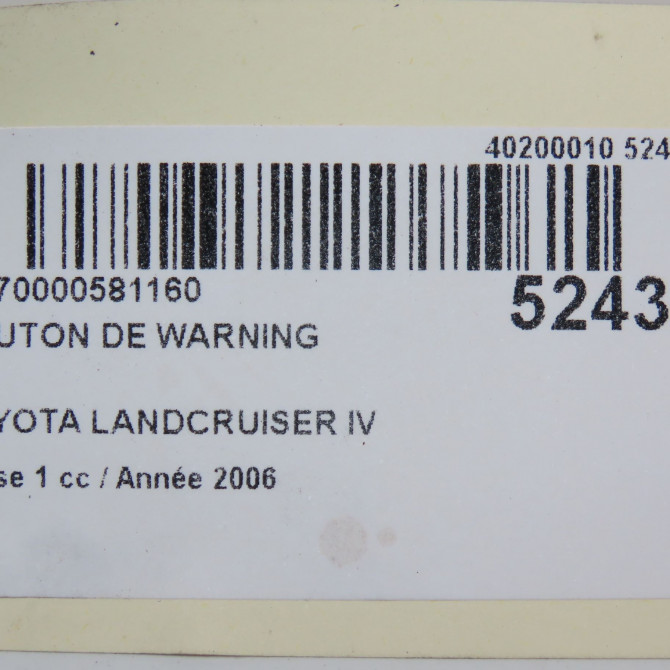 40200010 524
70000581160
5243
UTON DE WARNING
YOTA LANDCRUISER IV
se 1 cc / Année 2006